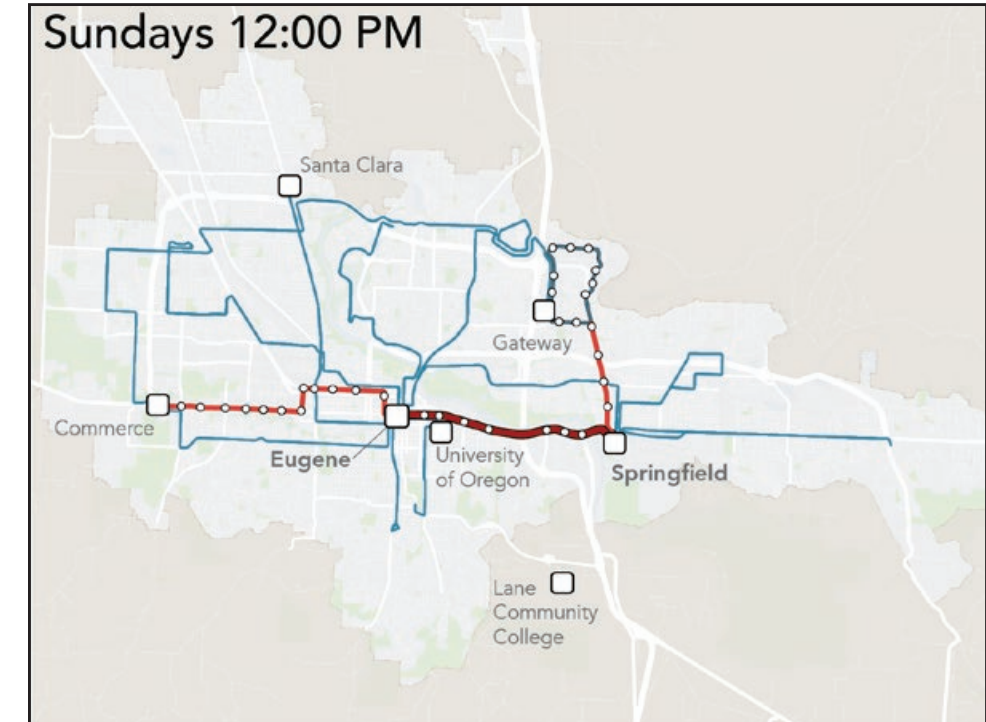 Sundays 12:00 PM
Santa Clara
Gateway
Commerce
Eugene
University
of Oregon
Springfield
Lane
Community
College